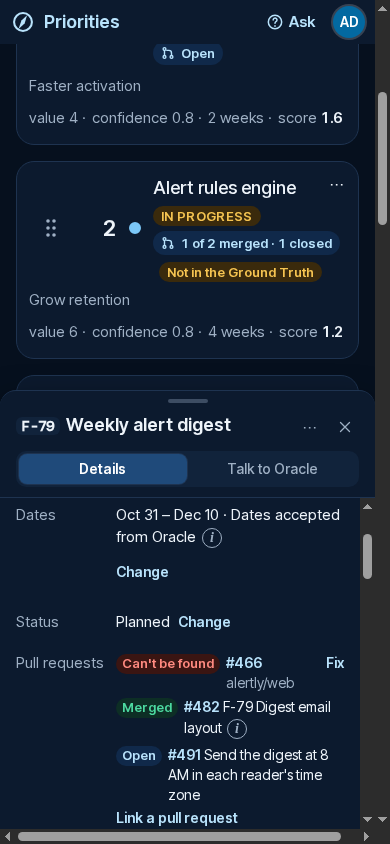 Priorities
Ask
AD
Open
Faster activation
value 4 · confidence 0.8 · 2 weeks · score 1.6
Alert rules engine
IN PROGRESS
2
1 of 2 merged · 1 closed
Not in the Ground Truth
Grow retention
value 6 · confidence 0.8 · 4 weeks · score 1.2
F-79 Weekly alert digest
Details
Talk to Oracle
Dates
Oct 31 – Dec 10 · Dates accepted
from Oracle i
Change
Status
Planned Change
Pull requests
Can't be found #466 Fix
alertly/web
Merged #482 F-79 Digest email
layout i
Open #491 Send the digest at 8
AM in each reader's time
zone
Link a pull request